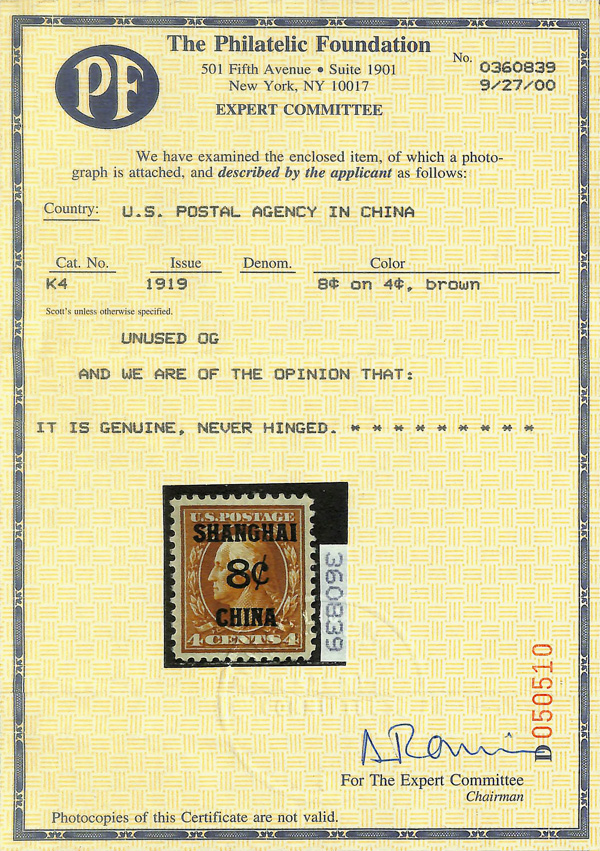 PF
The Philatelic Foundation
501 Fifth Avenue • Suite 1901
New York, NY 10017
EXPERT COMMITTEE
No. 0360839
9/27/00
We have examined the enclosed item, of which a photo-
graph is attached, and described by the applicant as follows:
Country: U.S. POSTAL AGENCY IN CHINA
Cat. No. Issue Denom. Color
K4 1919 8¢ on 4¢, brown
Scott's unless otherwise specified.
UNUSED OG
AND WE ARE OF THE OPINION THAT:
IT IS GENUINE, NEVER HINGED. * * * * * * * * *
U.S. POSTAGE
SHANGHAI
8¢
CHINA
4 CENTS 4
360839
D 050510
For The Expert Committee
Chairman
Photocopies of this Certificate are not valid.